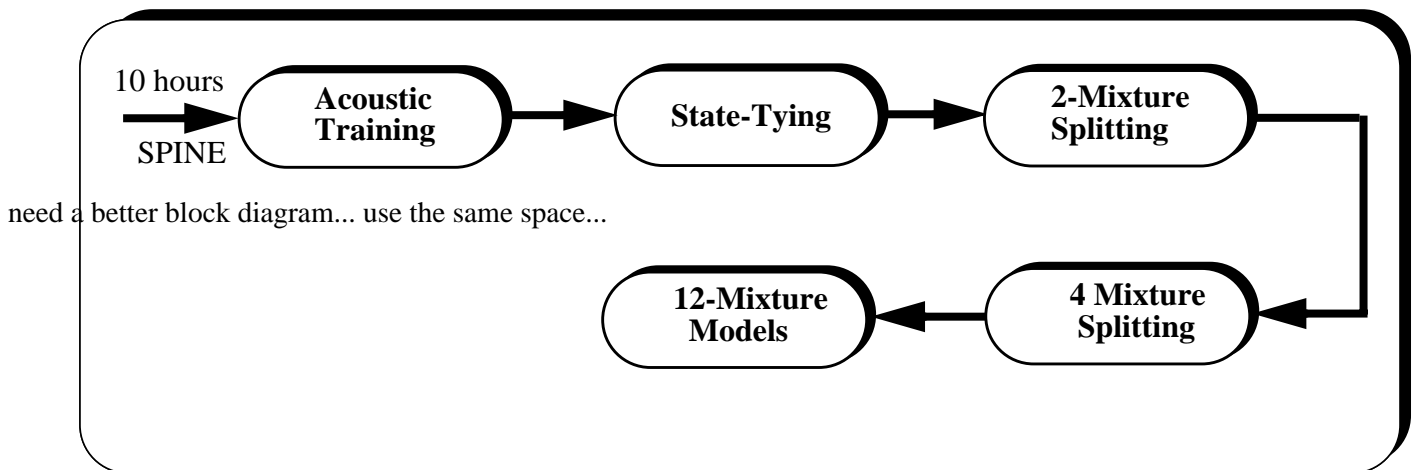 10 hours
SPINE
Acoustic
Training
State-Tying
2-Mixture
Splitting
need a better block diagram... use the same space...
12-Mixture
Models
4 Mixture
Splitting